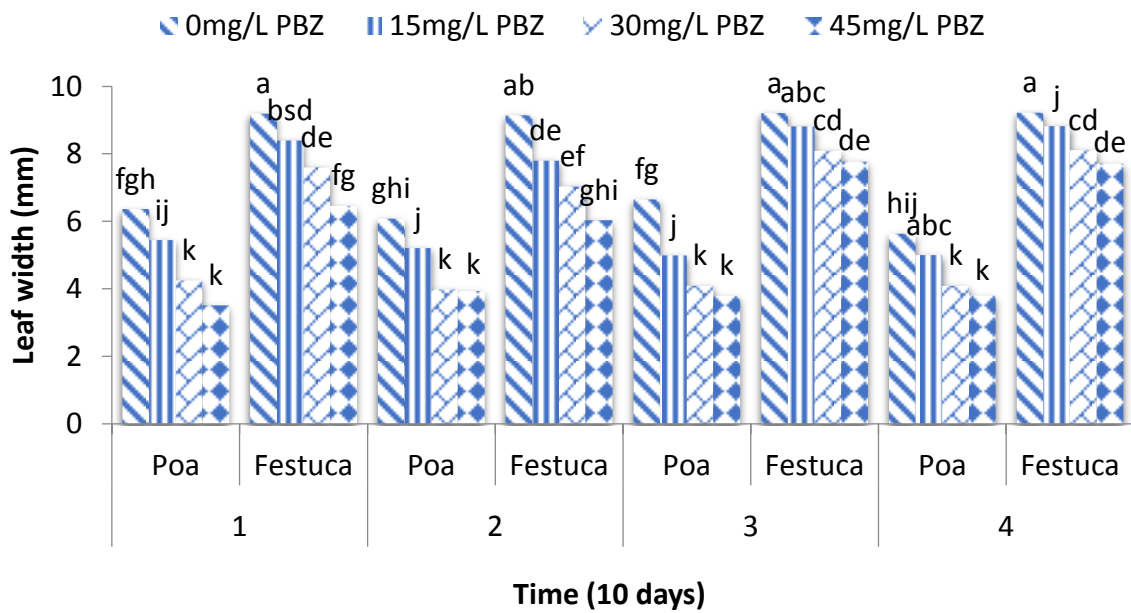 0mg/L PBZ 15mg/L PBZ 30mg/L PBZ 45mg/L PBZ
Leaf width (mm)
10
8
6
4
2
0
fgh ij k k
a bsd de fg
ghi j k k
ab de ef ghi
fg j k k
a abc cd de
hij abc k k
a j cd de
Poa Festuca Poa Festuca Poa Festuca Poa Festuca
1 2 3 4
Time (10 days)